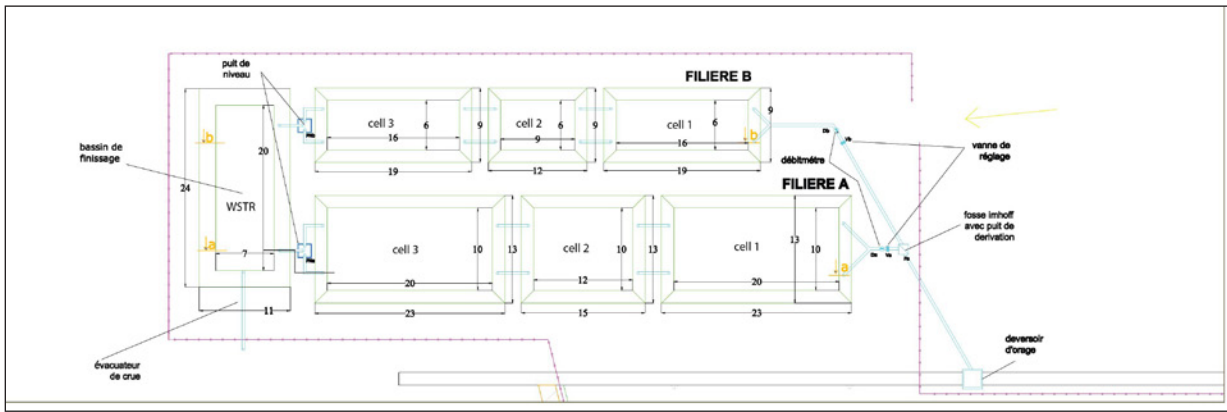 puit de
niveau
FILIERE B
cell 3
6
9
16
19
cell 2
6
9
9
12
cell 1
6
9
16
19
b
b
bassin de
finissage
20
24
WSTR
a
7
11
débitmétre
vanne de
réglage
FILIERE A
cell 3
10
13
20
23
cell 2
10
13
12
15
cell 1
10
13
20
23
a
fosse imhoff
avec puit de
derivation
évacuateur
de crue
deversoir
d'orage